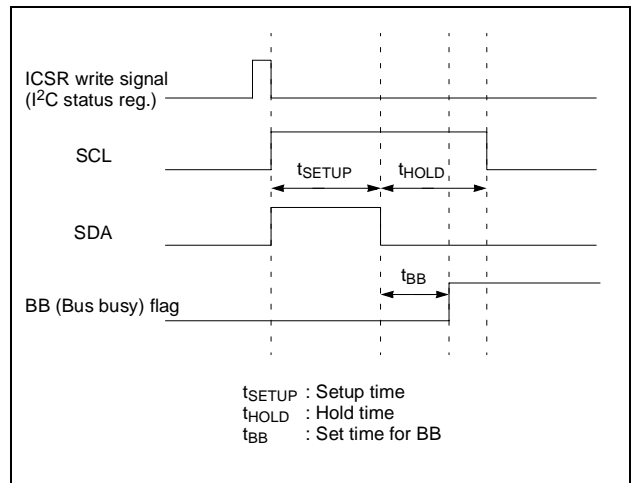 ICSR write signal
(I²C status reg.)
SCL
tSETUP
tHOLD
SDA
tBB
BB (Bus busy) flag
tSETUP : Setup time
tHOLD : Hold time
tBB : Set time for BB